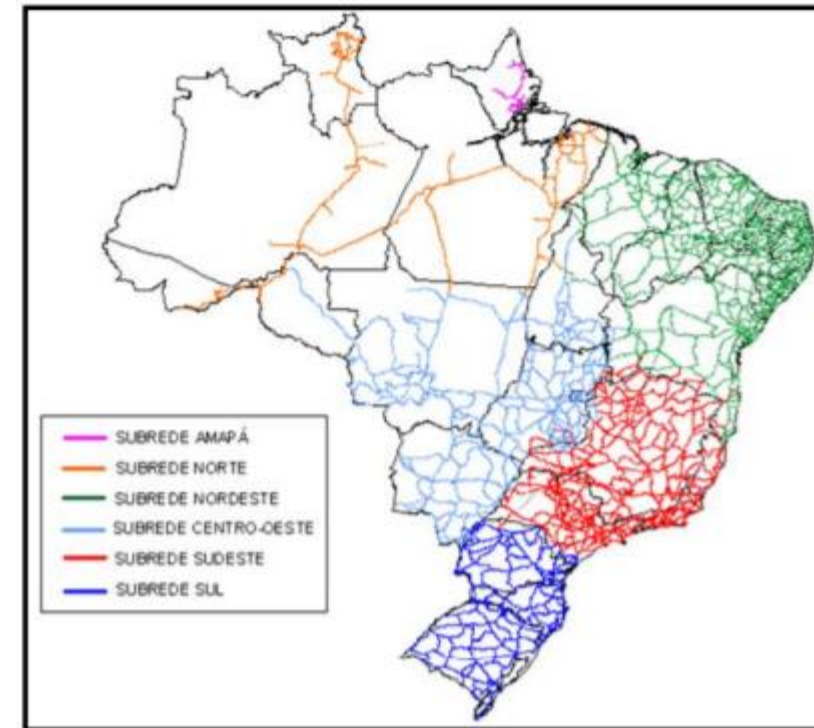 SUBREDE AMAPÁ
SUBREDE NORTE
SUBREDE NORDESTE
SUBREDE CENTRO-OESTE
SUBREDE SUDESTE
SUBREDE SUL